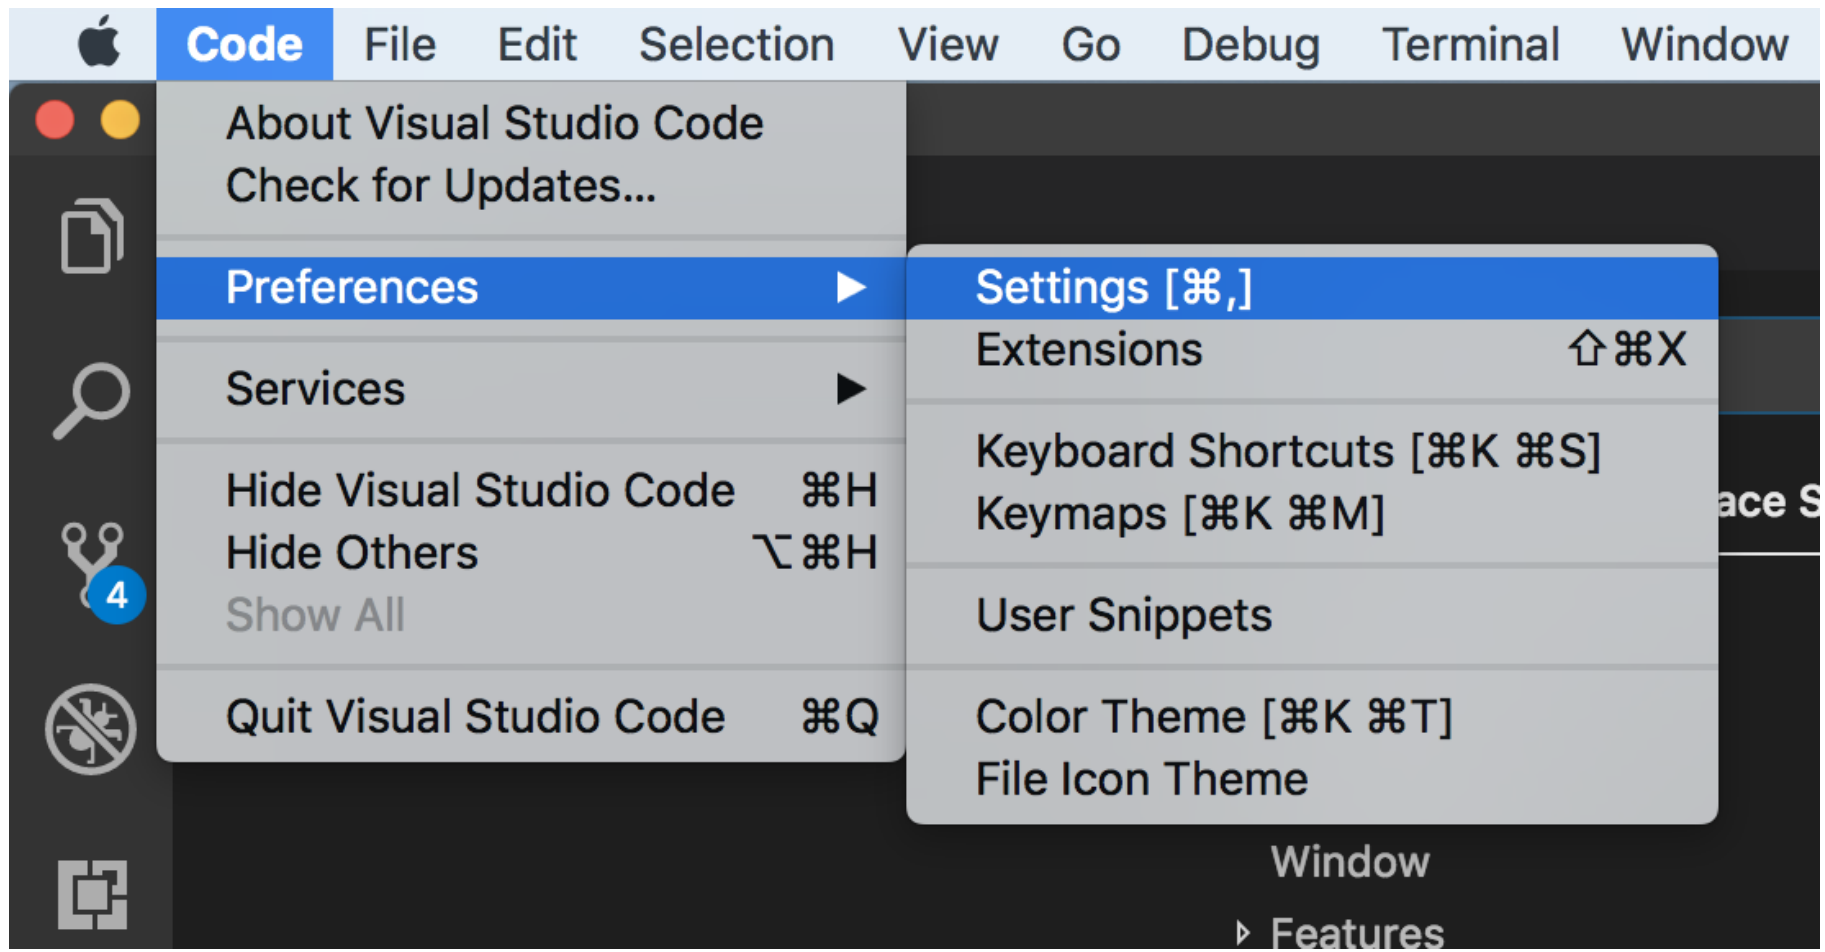 Code File Edit Selection View Go Debug Terminal Window
About Visual Studio Code
Check for Updates...
Preferences
Services
Hide Visual Studio Code ⌘H
Hide Others ⌥⌘H
Show All
Quit Visual Studio Code ⌘Q
Settings [⌘,]
Extensions ⇧⌘X
Keyboard Shortcuts [⌘K ⌘S]
Keymaps [⌘K ⌘M]
User Snippets
Color Theme [⌘K ⌘T]
File Icon Theme
4
ace S
Window
Features